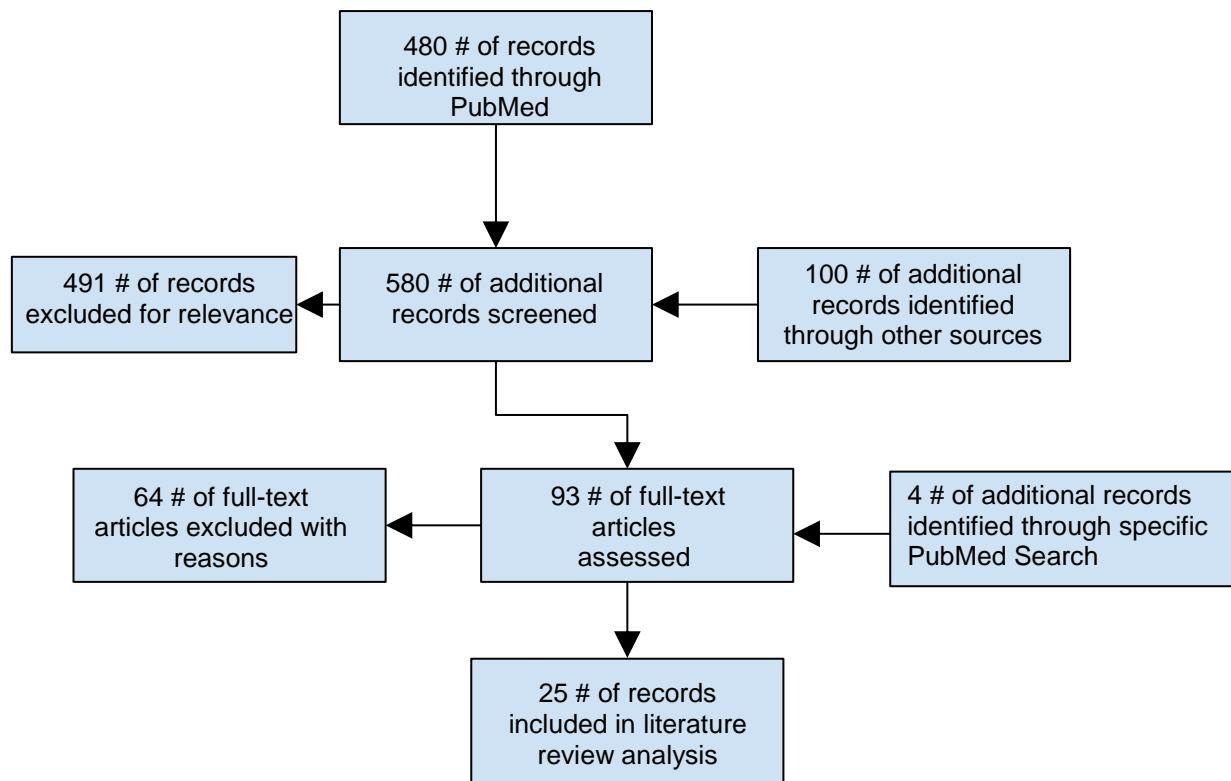 480 # of records
identified through
PubMed
491 # of records
excluded for relevance
580 # of additional
records screened
100 # of additional
records identified
through other sources
64 # of full-text
articles excluded with
reasons
93 # of full-text
articles
assessed
4 # of additional records
identified through specific
PubMed Search
25 # of records
included in literature
review analysis